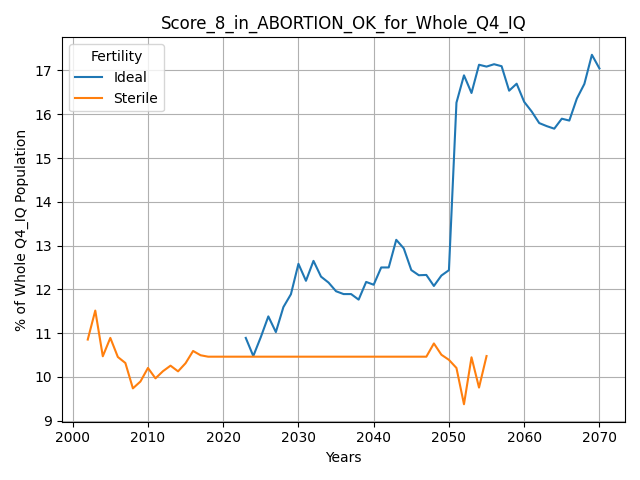 Score_8_in_ABORTION_OK_for_Whole_Q4_IQ
Fertility
Ideal
Sterile
% of Whole Q4_IQ Population
17
16
15
14
13
12
11
10
9
2000 2010 2020 2030 2040 2050 2060 2070
Years